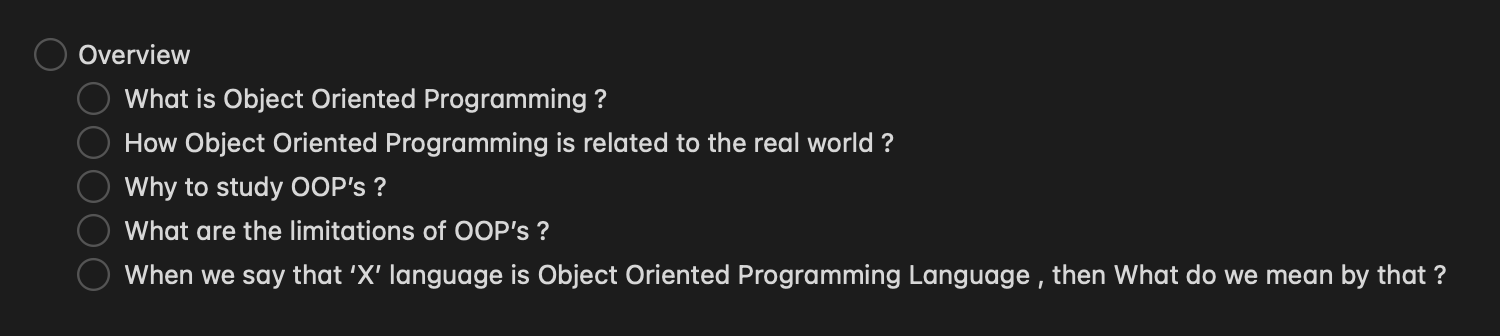 Overview
What is Object Oriented Programming ?
How Object Oriented Programming is related to the real world ?
Why to study OOP’s ?
What are the limitations of OOP’s ?
When we say that ‘X’ language is Object Oriented Programming Language , then What do we mean by that ?